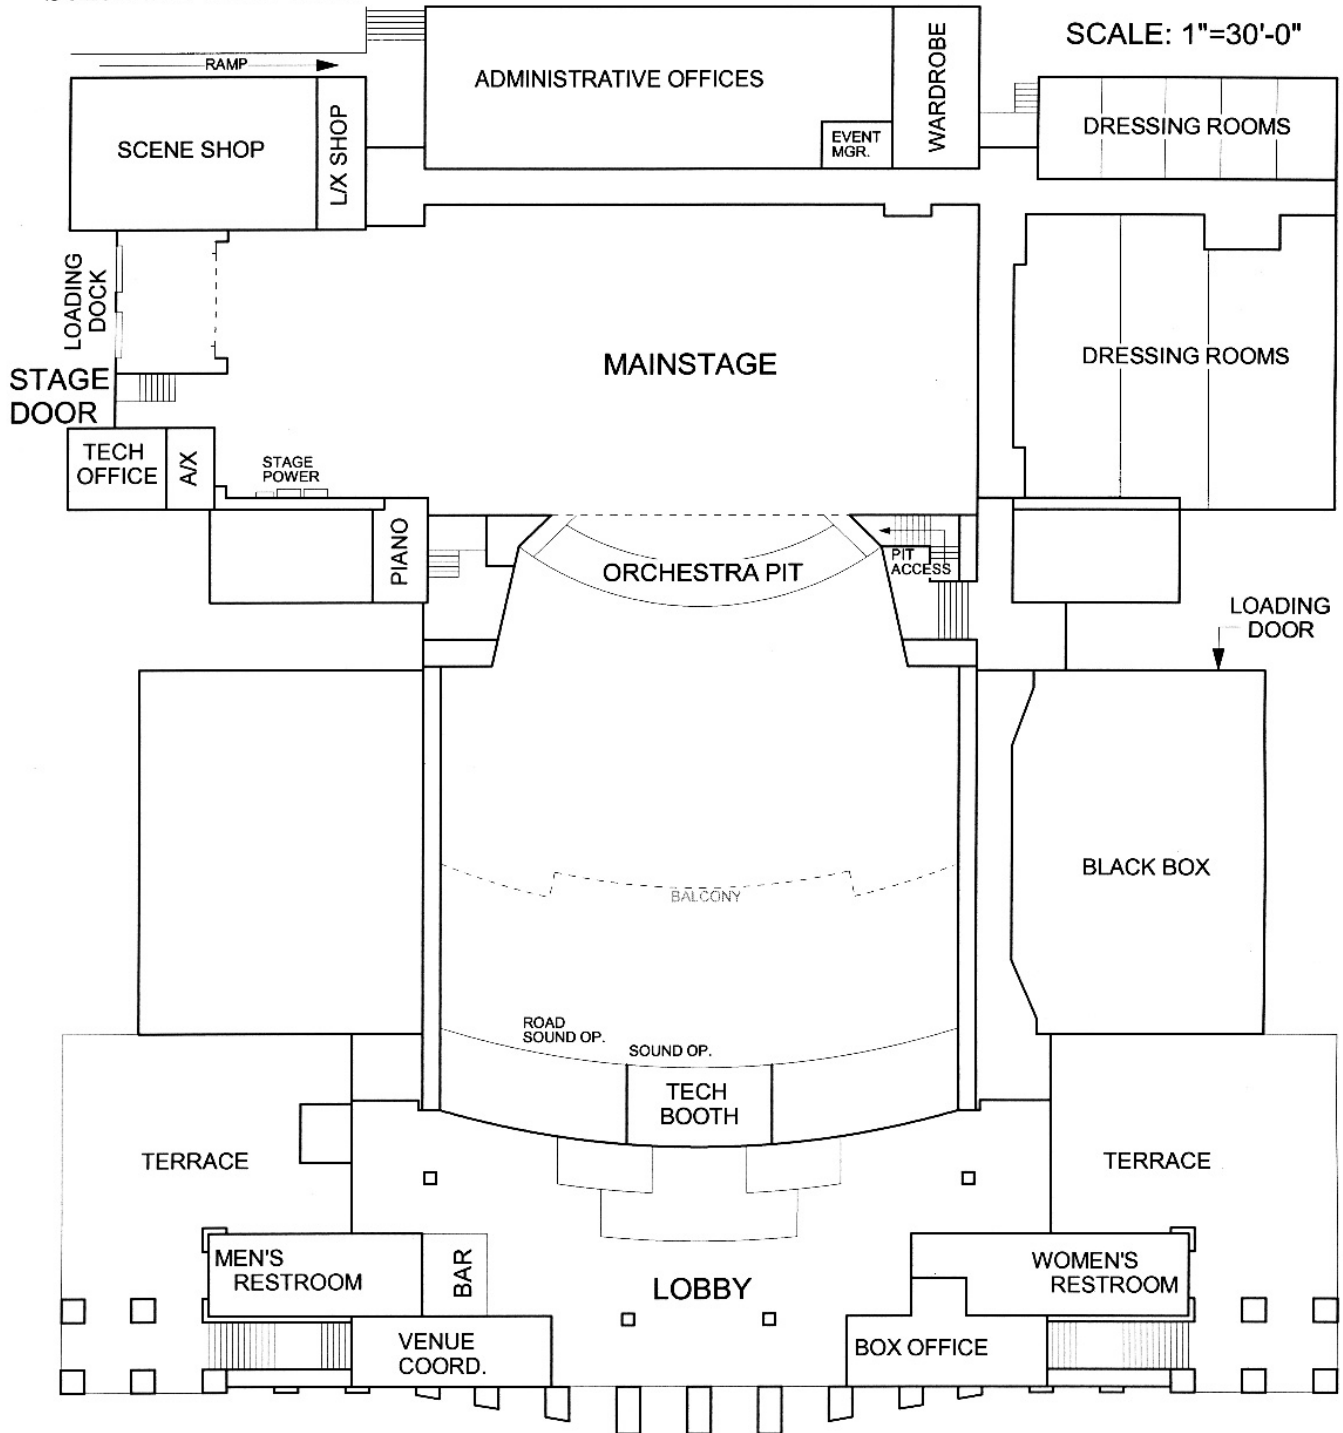 SCALE: 1"=30'-0"
RAMP
ADMINISTRATIVE OFFICES
WARDROBE
SCENE SHOP
L/X SHOP
EVENT
MGR.
DRESSING ROOMS
LOADING
DOCK
MAINSTAGE
DRESSING ROOMS
STAGE
DOOR
TECH
OFFICE
A/X
STAGE
POWER
PIANO
ORCHESTRA PIT
PIT
ACCESS
LOADING
DOOR
BLACK BOX
BALCONY
ROAD
SOUND OP.
SOUND OP.
TECH
BOOTH
TERRACE
TERRACE
MEN'S
RESTROOM
BAR
LOBBY
WOMEN'S
RESTROOM
VENUE
COORD.
BOX OFFICE